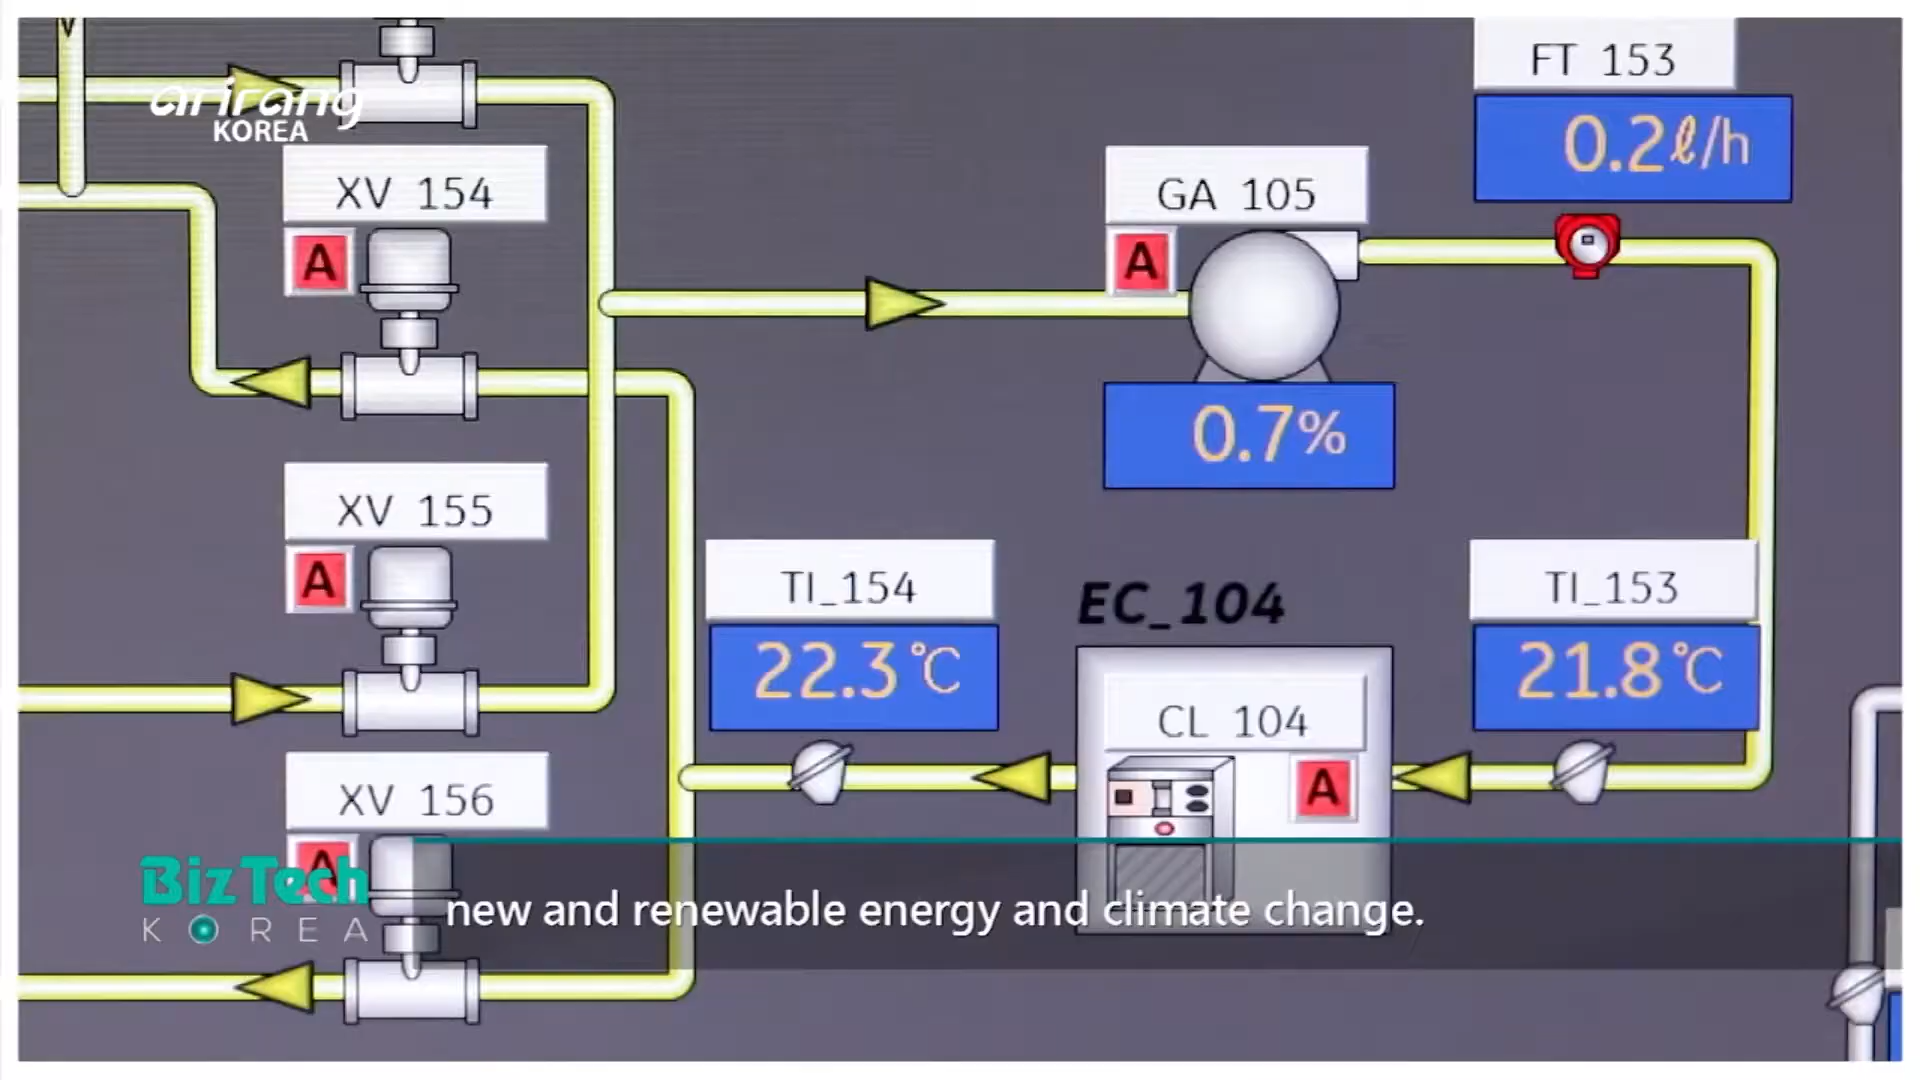 arirang
KOREA
FT 153
0.2ℓ/h
XV 154
A
GA 105
A
0.7%
XV 155
A
TI_154
22.3℃
EC_104
CL 104
A
TI_153
21.8℃
XV 156
A
BizTech
KOREA
new and renewable energy and climate change.